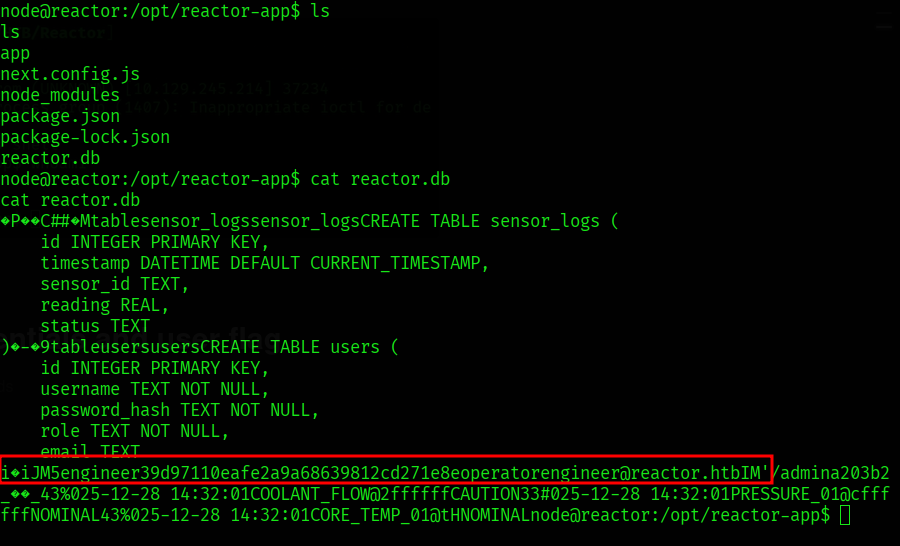 node@reactor:/opt/reactor-app$ ls
ls
app
next.config.js
node_modules
package.json
package-lock.json
reactor.db
node@reactor:/opt/reactor-app$ cat reactor.db
cat reactor.db
�P��C##�Mtablesensor_logssensor_logsCREATE TABLE sensor_logs (
    id INTEGER PRIMARY KEY,
    timestamp DATETIME DEFAULT CURRENT_TIMESTAMP,
    sensor_id TEXT,
    reading REAL,
    status TEXT
)�–�9tableusersusersCREATE TABLE users (
    id INTEGER PRIMARY KEY,
    username TEXT NOT NULL,
    password_hash TEXT NOT NULL,
    role TEXT NOT NULL,
    email TEXT
i�iJM5engineer39d97110eafe2a9a68639812cd271e8eoperatorengineer@reactor.htbIM'/admina203b2
_��_43%025-12-28 14:32:01COOLANT_FLOW@2ffffffCAUTION33#025-12-28 14:32:01PRESSURE_01@cfff
fffNOMINAL43%025-12-28 14:32:01CORE_TEMP_01@tHNOMINALnode@reactor:/opt/reactor-app$